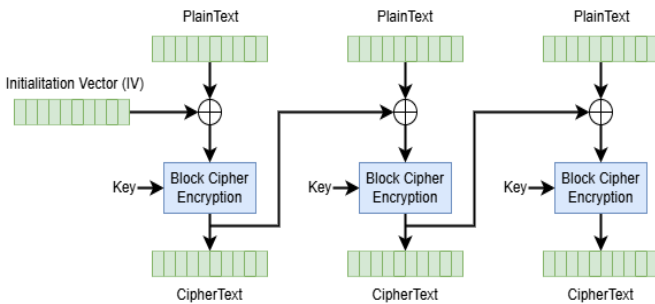 PlainText
PlainText
PlainText
Initialitation Vector (IV)
Key
Block Cipher
Encryption
Key
Block Cipher
Encryption
Key
Block Cipher
Encryption
CipherText
CipherText
CipherText